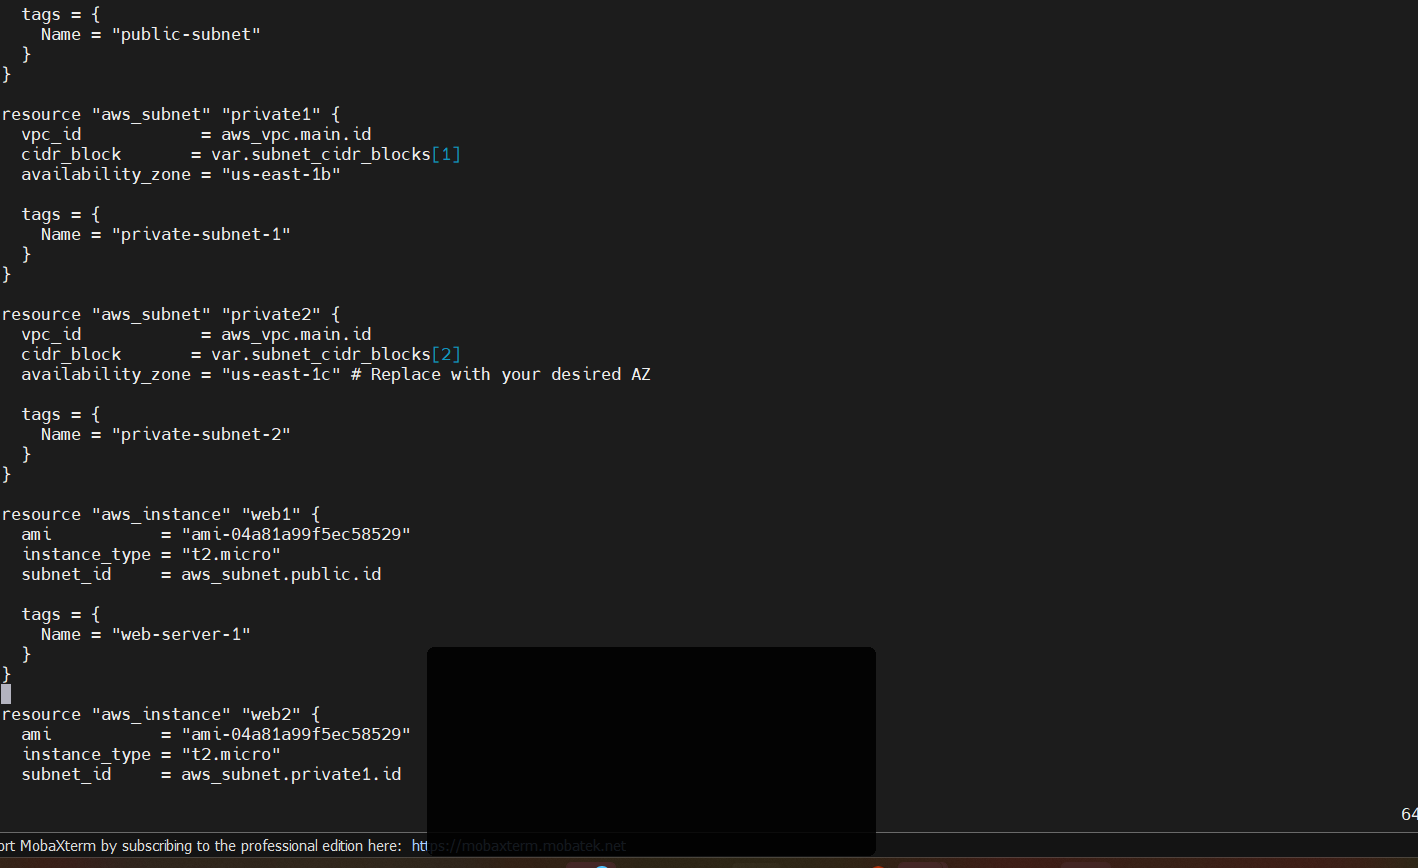 tags = {
    Name = "public-subnet"
  }
}

resource "aws_subnet" "private1" {
  vpc_id            = aws_vpc.main.id
  cidr_block       = var.subnet_cidr_blocks[1]
  availability_zone = "us-east-1b"

  tags = {
    Name = "private-subnet-1"
  }
}

resource "aws_subnet" "private2" {
  vpc_id            = aws_vpc.main.id
  cidr_block       = var.subnet_cidr_blocks[2]
  availability_zone = "us-east-1c" # Replace with your desired AZ

  tags = {
    Name = "private-subnet-2"
  }
}

resource "aws_instance" "web1" {
  ami           = "ami-04a81a99f5ec58529"
  instance_type = "t2.micro"
  subnet_id     = aws_subnet.public.id

  tags = {
    Name = "web-server-1"
  }
}

resource "aws_instance" "web2" {
  ami           = "ami-04a81a99f5ec58529"
  instance_type = "t2.micro"
  subnet_id     = aws_subnet.private1.id
64
ort MobaXterm by subscribing to the professional edition here: https://mobaxterm.mobatek.net